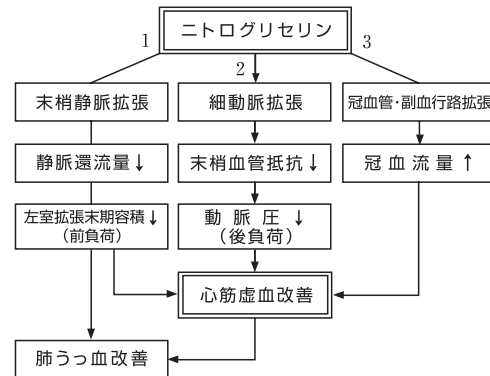 ニトログリセリン
1
2
3
末梢静脈拡張
細動脈拡張
冠血管・副血行路拡張
静脈還流量↓
末梢血管抵抗↓
冠血流量↑
左室拡張末期容積↓
（前負荷）
動脈圧↓
（後負荷）
心筋虚血改善
肺うっ血改善